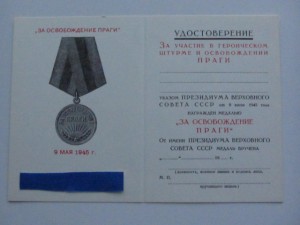 "ЗА ОСВОБОЖДЕНИЕ
ПРАГИ"
9 МАЯ 1945 г.
УДОСТОВЕРЕНИЕ
ЗА УЧАСТИЕ В ГЕРОИЧЕСКОМ
ШТУРМЕ И ОСВОБОЖДЕНИИ
ПРАГИ
УКАЗОМ ПРЕЗИДИУМА ВЕРХОВНОГО
СОВЕТА СССР от 9 июня 1945 года
НАГРАЖДЕН МЕДАЛЬЮ
„ЗА ОСВОБОЖДЕНИЕ
ПРАГИ"
От имени ПРЕЗИДИУМА ВЕРХОВНОГО
СОВЕТА СССР МЕДАЛЬ ВРУЧЕНА
М. П.